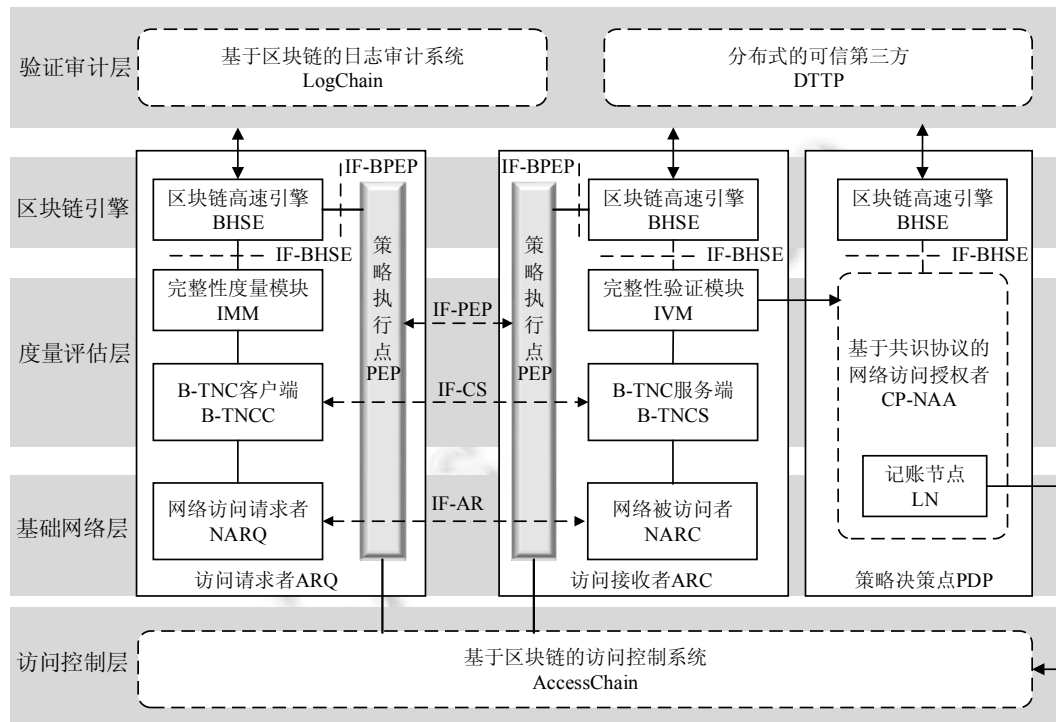 验证审计层
基于区块链的日志审计系统
LogChain
分布式的可信第三方
DTTP
区块链引擎
区块链高速引擎
BHSE
IF-BPEP
IF-BHSE
IF-BPEP
区块链高速引擎
BHSE
IF-BHSE
区块链高速引擎
BHSE
IF-BHSE
度量评估层
完整性度量模块
IMM
策略执行点
PEP
IF-PEP
策略执行点
PEP
完整性验证模块
IVM
B-TNC客户端
B-TNCC
IF-CS
B-TNC服务端
B-TNCS
基于共识协议的
网络访问授权者
CP-NAA
基础网络层
网络访问请求者
NARQ
IF-AR
网络被访问者
NARC
记账节点
LN
访问请求者ARQ
访问接收者ARC
策略决策点PDP
访问控制层
基于区块链的访问控制系统
AccessChain